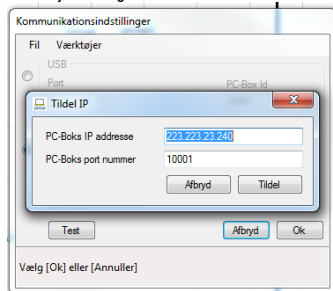 Kommunikationsindstillinger
Fil Værktøjer
USB
Port PC-Box Id
Tildel IP
PC-Boks IP addresse 223.223.23.240
PC-Boks port nummer 10001
Afbryd Tildel
Test Afbryd Ok
Vælg [Ok] eller [Annuller]